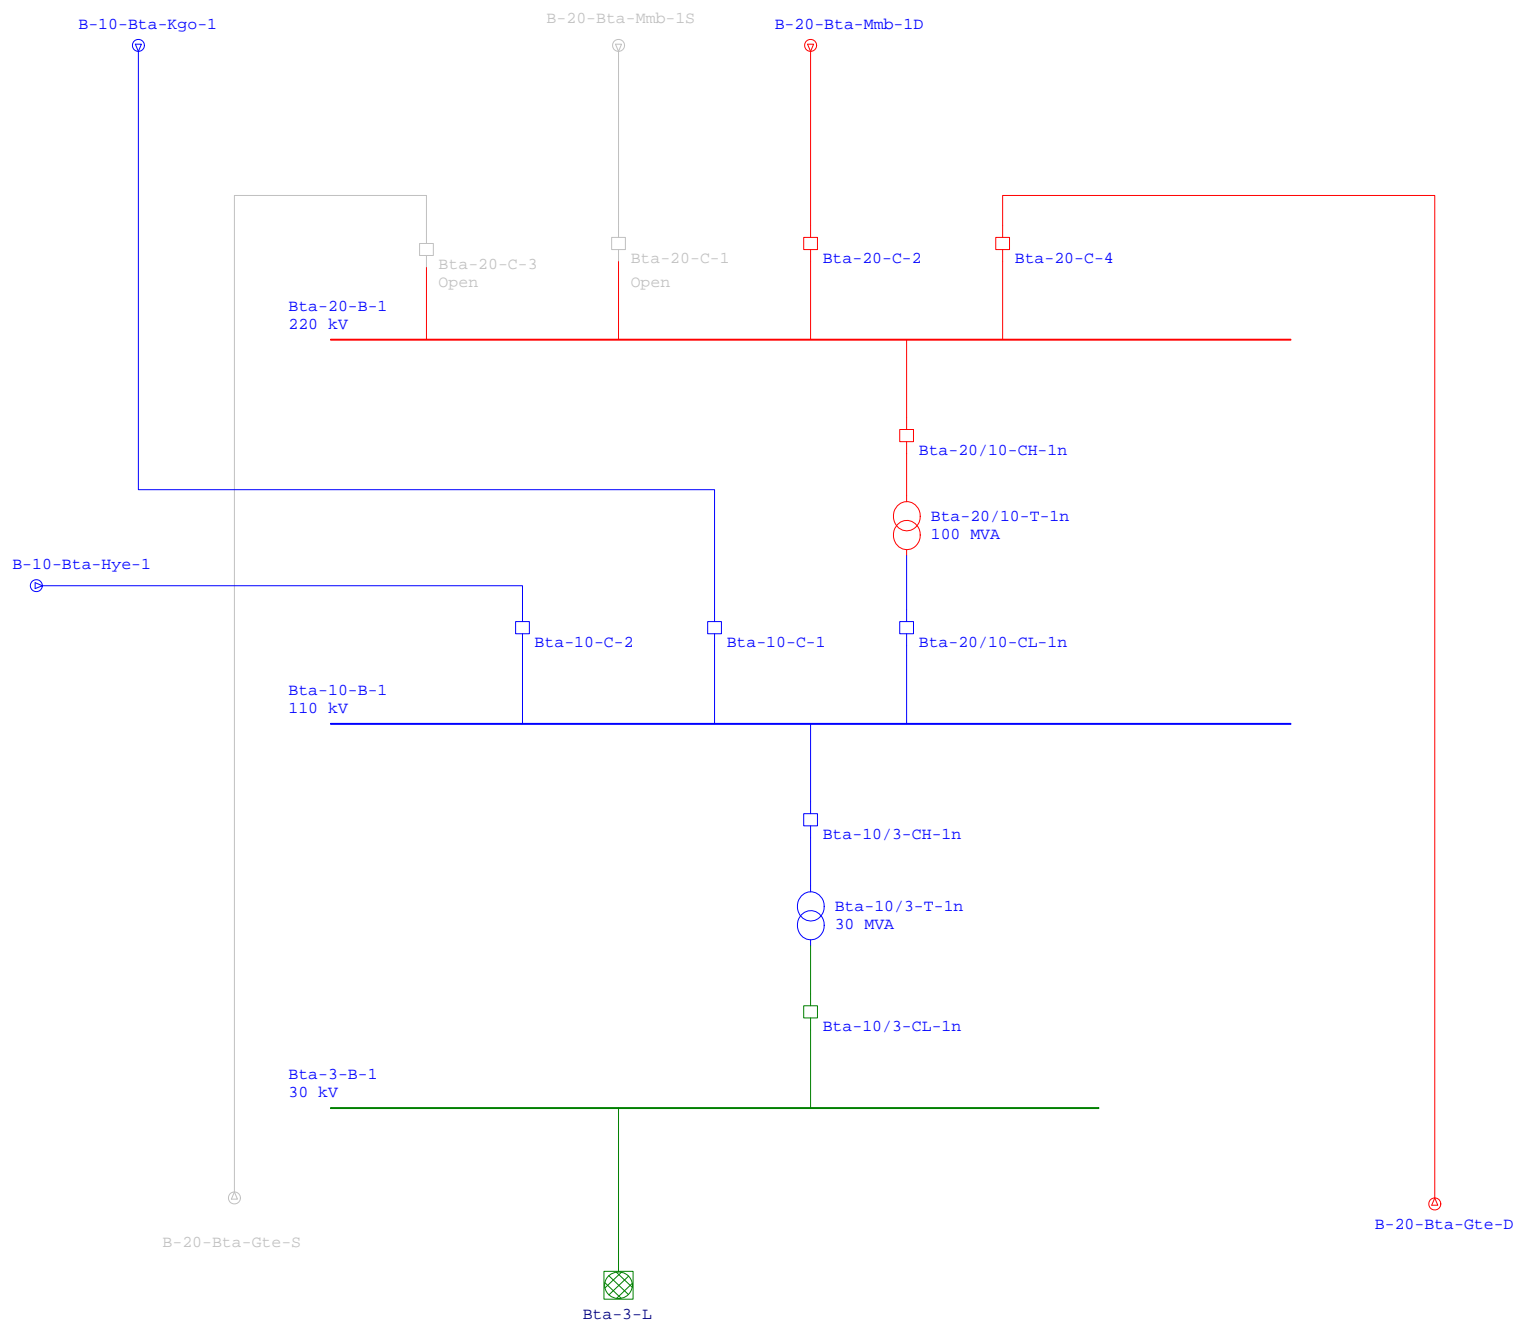 B-20-Bta-Mmb-1S
B-10-Bta-Kgo-1
B-20-Bta-Mmb-1D
Bta-20-C-3
Open
Bta-20-C-1
Open
Bta-20-C-2
Bta-20-C-4
Bta-20-B-1
220 kV
Bta-20/10-CH-1n
Bta-20/10-T-1n
100 MVA
B-10-Bta-Hye-1
Bta-10-C-2
Bta-10-C-1
Bta-20/10-CL-1n
Bta-10-B-1
110 kV
Bta-10/3-CH-1n
Bta-10/3-T-1n
30 MVA
Bta-10/3-CL-1n
Bta-3-B-1
30 kV
B-20-Bta-Gte-D
B-20-Bta-Gte-S
Bta-3-L